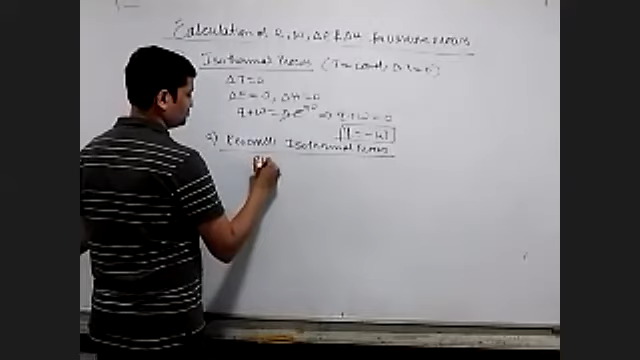 Calculation of Q, W, ΔE & ΔH for various Process
Isothermal Process (T = const, ΔT = 0)
ΔT = 0
ΔE = 0, ΔH = 0
q + w = ΔE = 0 ⇒ q + w = 0
q = -w
a) Reversible Isothermal Process